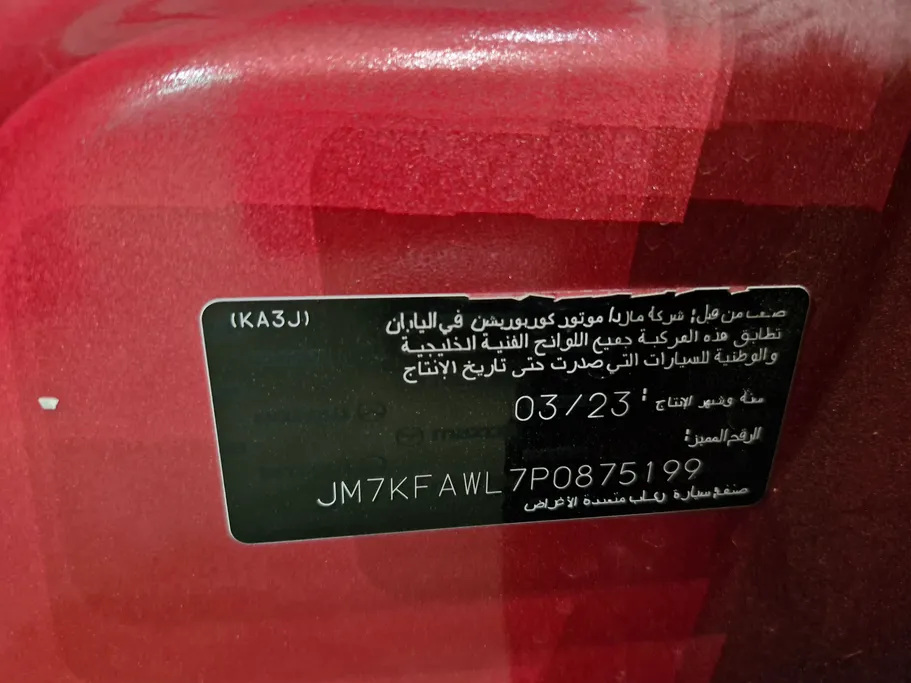 (KA3J)
صنعت من قبل: شركة مازدا موتور كوربوريشن في اليابان
تطابق هذه المركبة جميع اللوائح الفنية الخليجية
والوطنية للسيارات التي صدرت حتى تاريخ الإنتاج
سنة وشهر الإنتاج: 03/23
الرقم المميز:
JM7KFAWL7P0875199
صنف: سيارة ركاب متعددة الأغراض